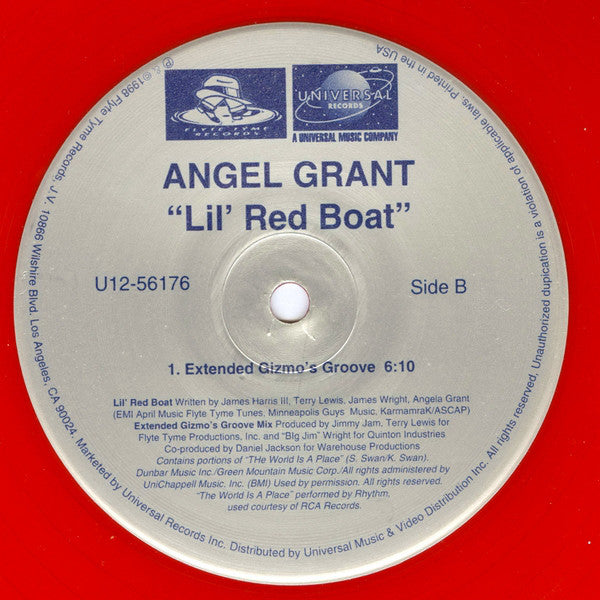 FLYTE TYME
RECORDS
UNIVERSAL
RECORDS
A UNIVERSAL MUSIC COMPANY
ANGEL GRANT
“Lil’ Red Boat”
U12-56176
Side B
1. Extended Gizmo’s Groove 6:10
Lil’ Red Boat Written by James Harris III, Terry Lewis, James Wright, Angela Grant
(EMI April Music Flyte Tyme Tunes, Minneapolis Guys Music, KarmamraK/ASCAP)
Extended Gizmo’s Groove Mix Produced by Jimmy Jam, Terry Lewis for
Flyte Tyme Productions, Inc. and “Big Jim” Wright for Quinton Industries
Co-produced by Daniel Jackson for Warehouse Productions
Contains portions of “The World Is A Place” (S. Swan/K. Swan).
Dunbar Music Inc./Green Mountain Music Corp. All rights administered by
UniChappell Music, Inc. (BMI) Used by permission. All rights reserved.
“The World Is A Place” performed by Rhythm,
used courtesy of RCA Records.
℗ & ©1998 Flyte Tyme Records, J.V. 10866 Wilshire Blvd. Los Angeles, CA 90024. Marketed by Universal Records Inc. Distributed by Universal Music & Video Distribution Inc. All rights reserved. Unauthorized dupication is a violation of applicable laws. Printed in the USA.